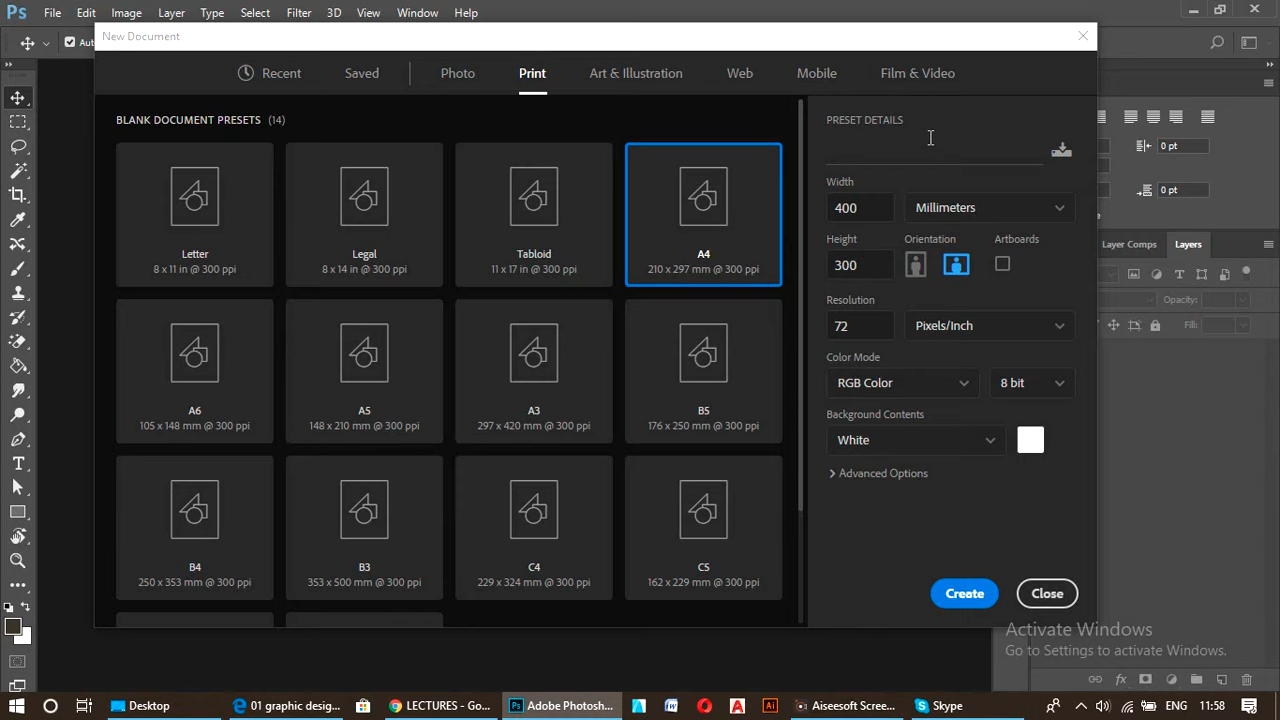 Ps File Edit Image Layer Type Select Filter 3D View Window Help
New Document
Recent Saved Photo Print Art & Illustration Web Mobile Film & Video
BLANK DOCUMENT PRESETS (14)
Letter
8 x 11 in @ 300 ppi
Legal
8 x 14 in @ 300 ppi
Tabloid
11 x 17 in @ 300 ppi
A4
210 x 297 mm @ 300 ppi
A6
105 x 148 mm @ 300 ppi
A5
148 x 210 mm @ 300 ppi
A3
297 x 420 mm @ 300 ppi
B5
176 x 250 mm @ 300 ppi
B4
250 x 353 mm @ 300 ppi
B3
353 x 500 mm @ 300 ppi
C4
229 x 324 mm @ 300 ppi
C5
162 x 229 mm @ 300 ppi
PRESET DETAILS
Width
400 Millimeters
Height Orientation Artboards
300
Resolution
72 Pixels/Inch
Color Mode
RGB Color 8 bit
Background Contents
White
Advanced Options
Create Close
0 pt
0 pt
Layer Comps Layers
Opacity:
Fill:
Activate Windows
Go to Settings to activate Windows.
Desktop 01 graphic desig... LECTURES - Go... Ps Adobe Photosh... Ai Aiseesoft Scree... Skype ENG 11:58